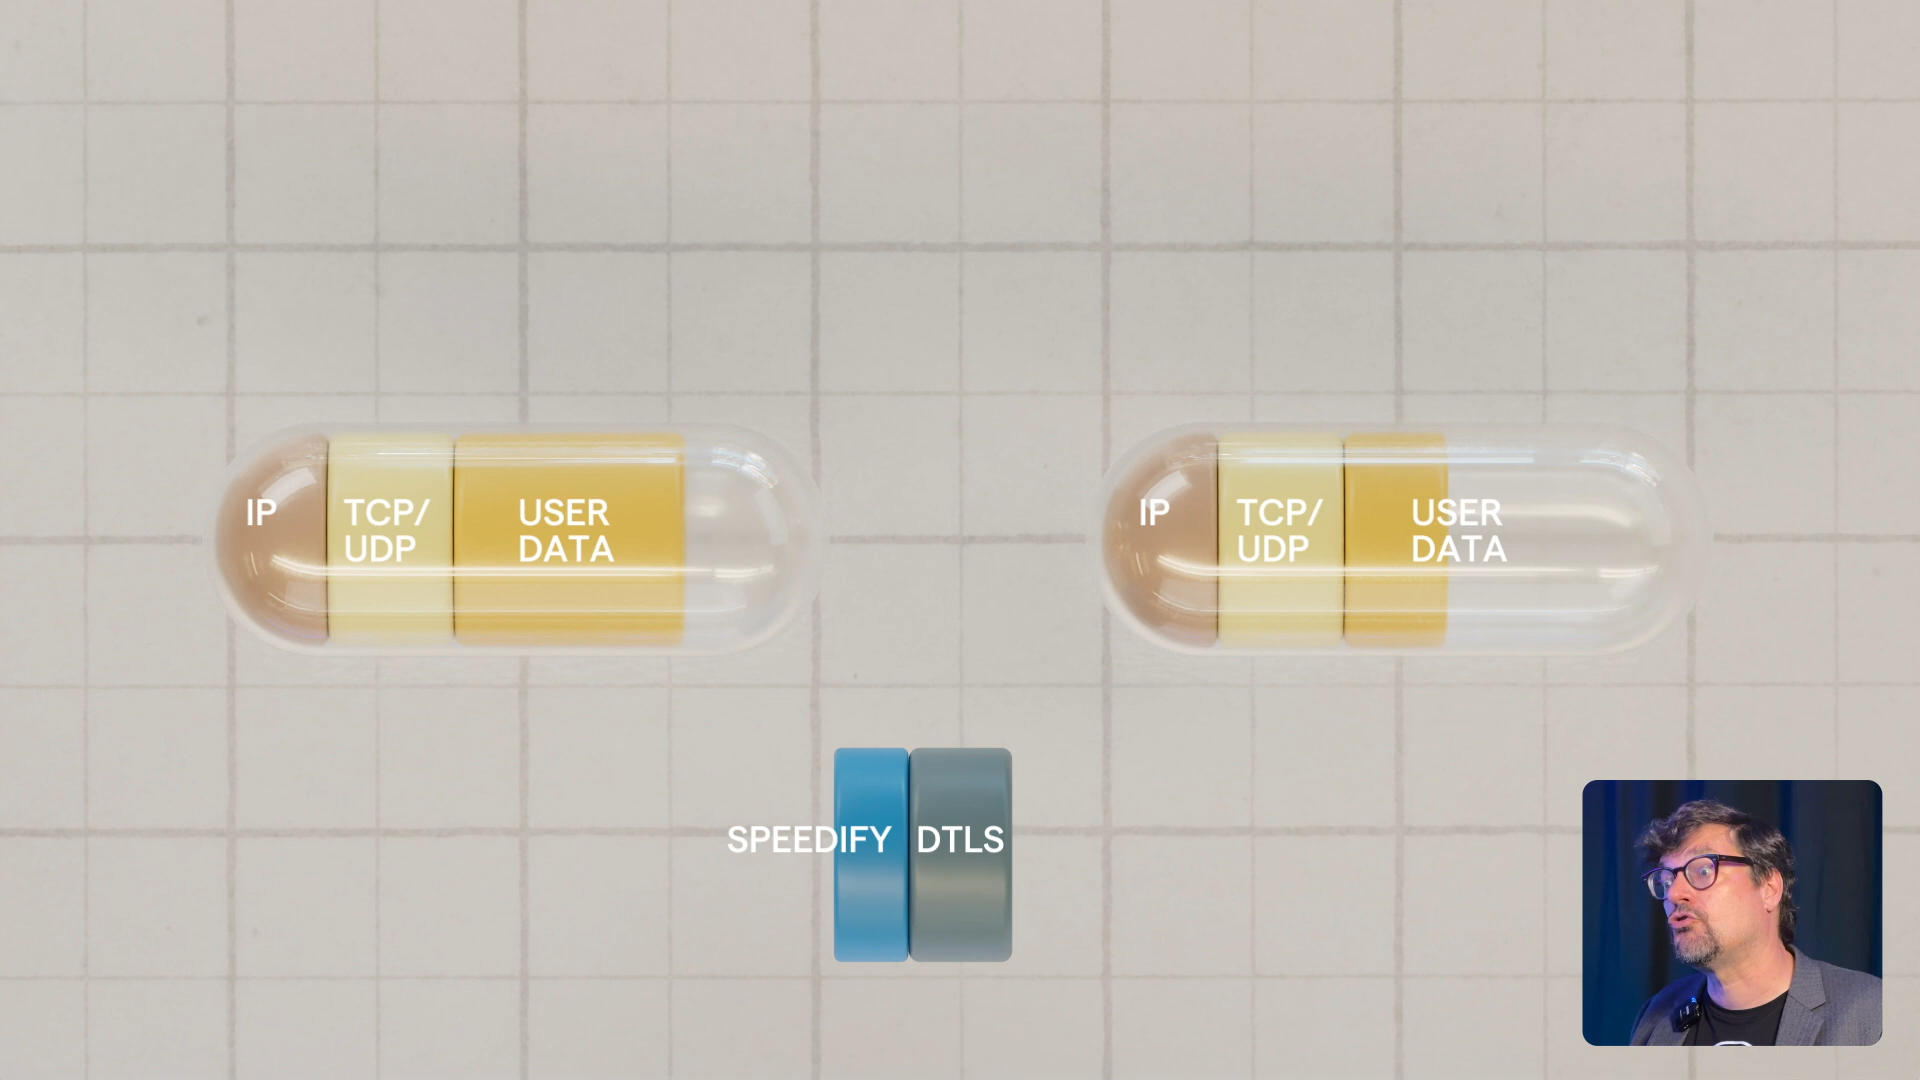 IP
TCP/
UDP
USER
DATA
IP
TCP/
UDP
USER
DATA
SPEEDIFY
DTLS